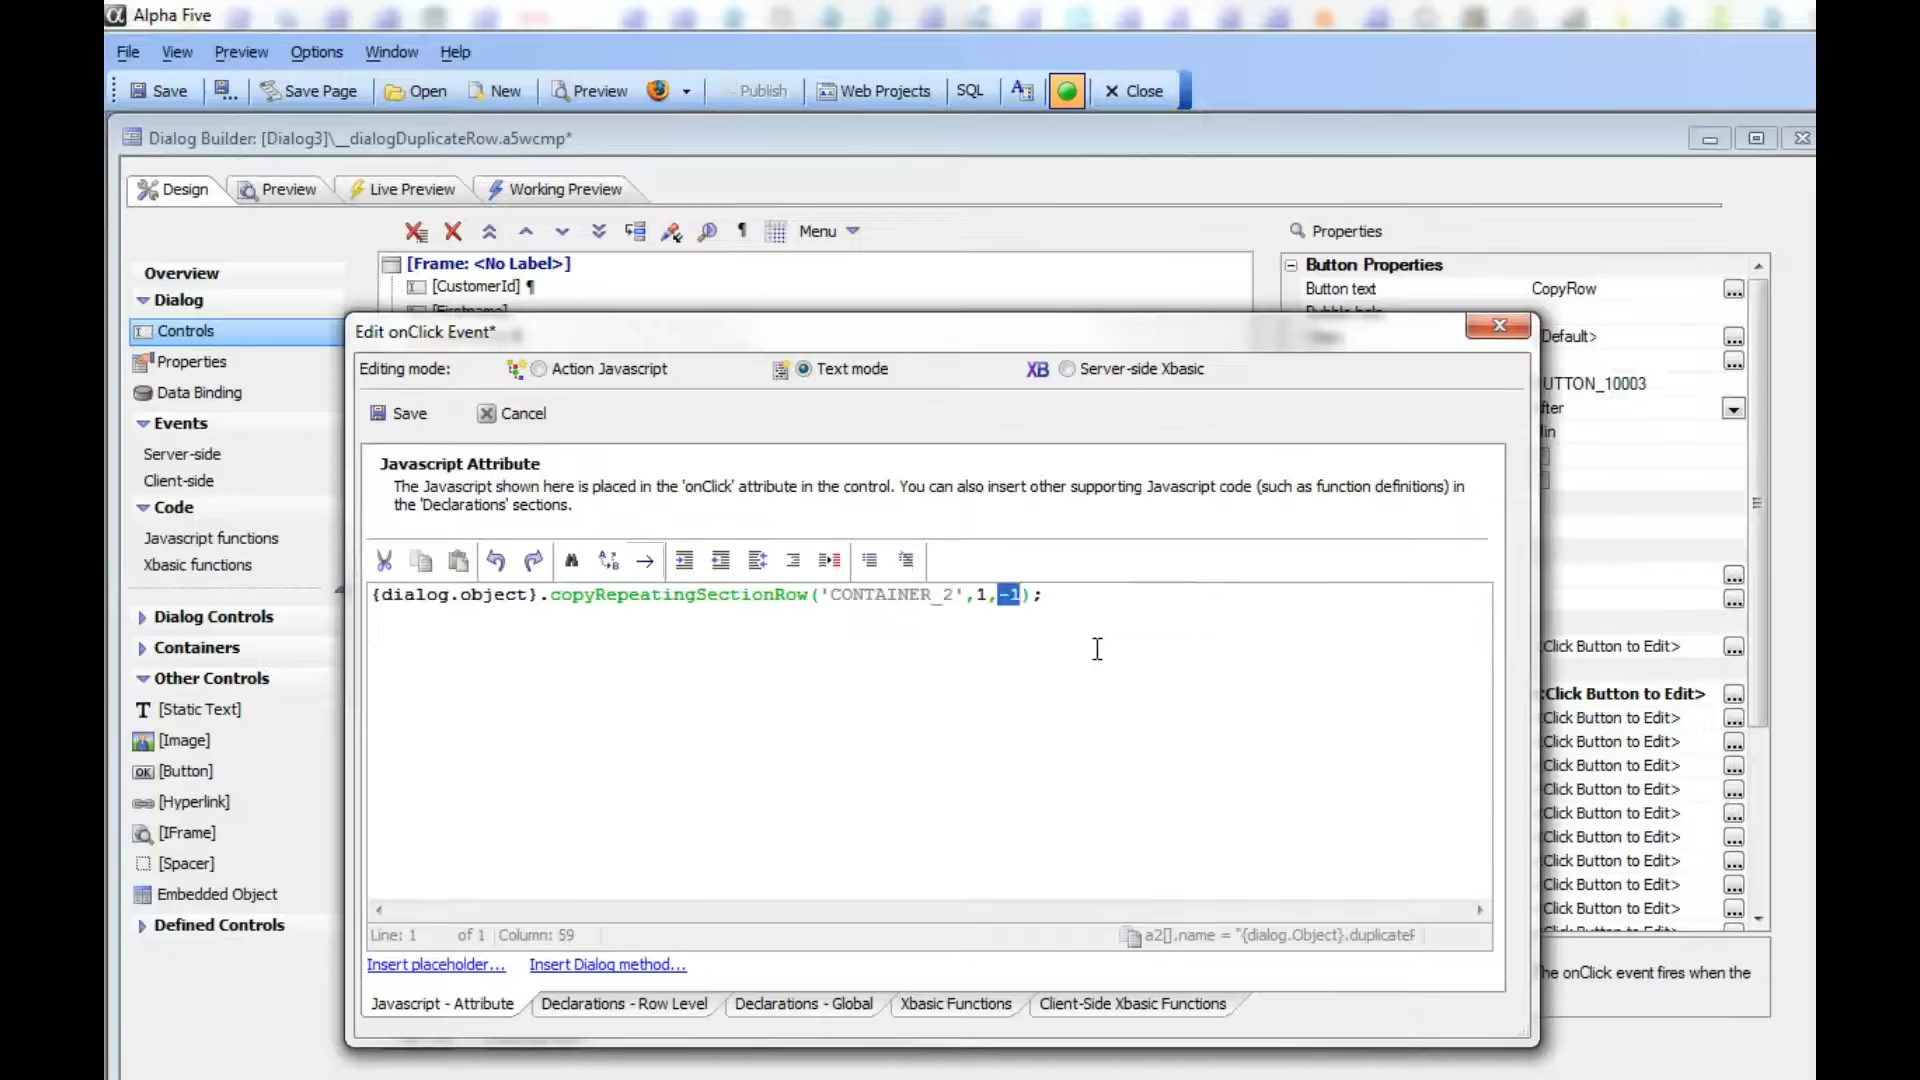 Alpha Five
File View Preview Options Window Help
Save Save Page Open New Preview Publish Web Projects SQL Close
Dialog Builder: [Dialog3]\__dialogDuplicateRow.a5wcmp*
Design Preview Live Preview Working Preview
Menu
Properties
Overview
Dialog
Controls
Properties
Data Binding
Events
Server-side
Client-side
Code
Javascript functions
Xbasic functions
Dialog Controls
Containers
Other Controls
[Static Text]
[Image]
[Button]
[Hyperlink]
[IFrame]
[Spacer]
Embedded Object
Defined Controls
[Frame: <No Label>]
[CustomerId] ¶
Button Properties
Button text CopyRow
Default>
UTTON_10003
Click Button to Edit>
Click Button to Edit>
Click Button to Edit>
Click Button to Edit>
Click Button to Edit>
Click Button to Edit>
Click Button to Edit>
Click Button to Edit>
Click Button to Edit>
Click Button to Edit>
Click Button to Edit>
he onClick event fires when the
Edit onClick Event*
Editing mode: Action Javascript Text mode XB Server-side Xbasic
Save Cancel
Javascript Attribute
The Javascript shown here is placed in the 'onClick' attribute in the control. You can also insert other supporting Javascript code (such as function definitions) in
the 'Declarations' sections.
{dialog.object}.copyRepeatingSectionRow('CONTAINER_2',1,-1);
Line: 1 of 1 Column: 59 a2[].name = "{dialog.Object}.duplicateF
Insert placeholder... Insert Dialog method...
Javascript - Attribute Declarations - Row Level Declarations - Global Xbasic Functions Client-Side Xbasic Functions